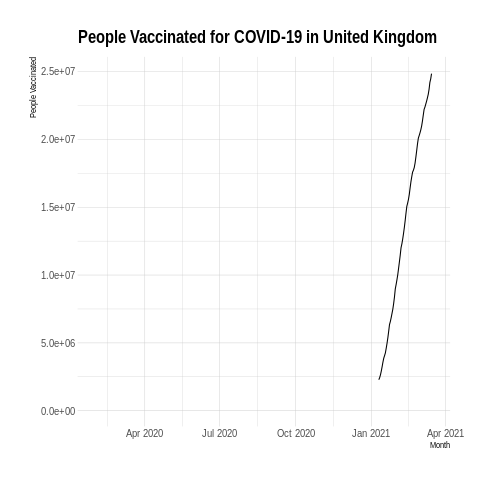 People Vaccinated for COVID-19 in United Kingdom
People Vaccinated
2.5e+07
2.0e+07
1.5e+07
1.0e+07
5.0e+06
0.0e+00
Apr 2020 Jul 2020 Oct 2020 Jan 2021 Apr 2021
Month